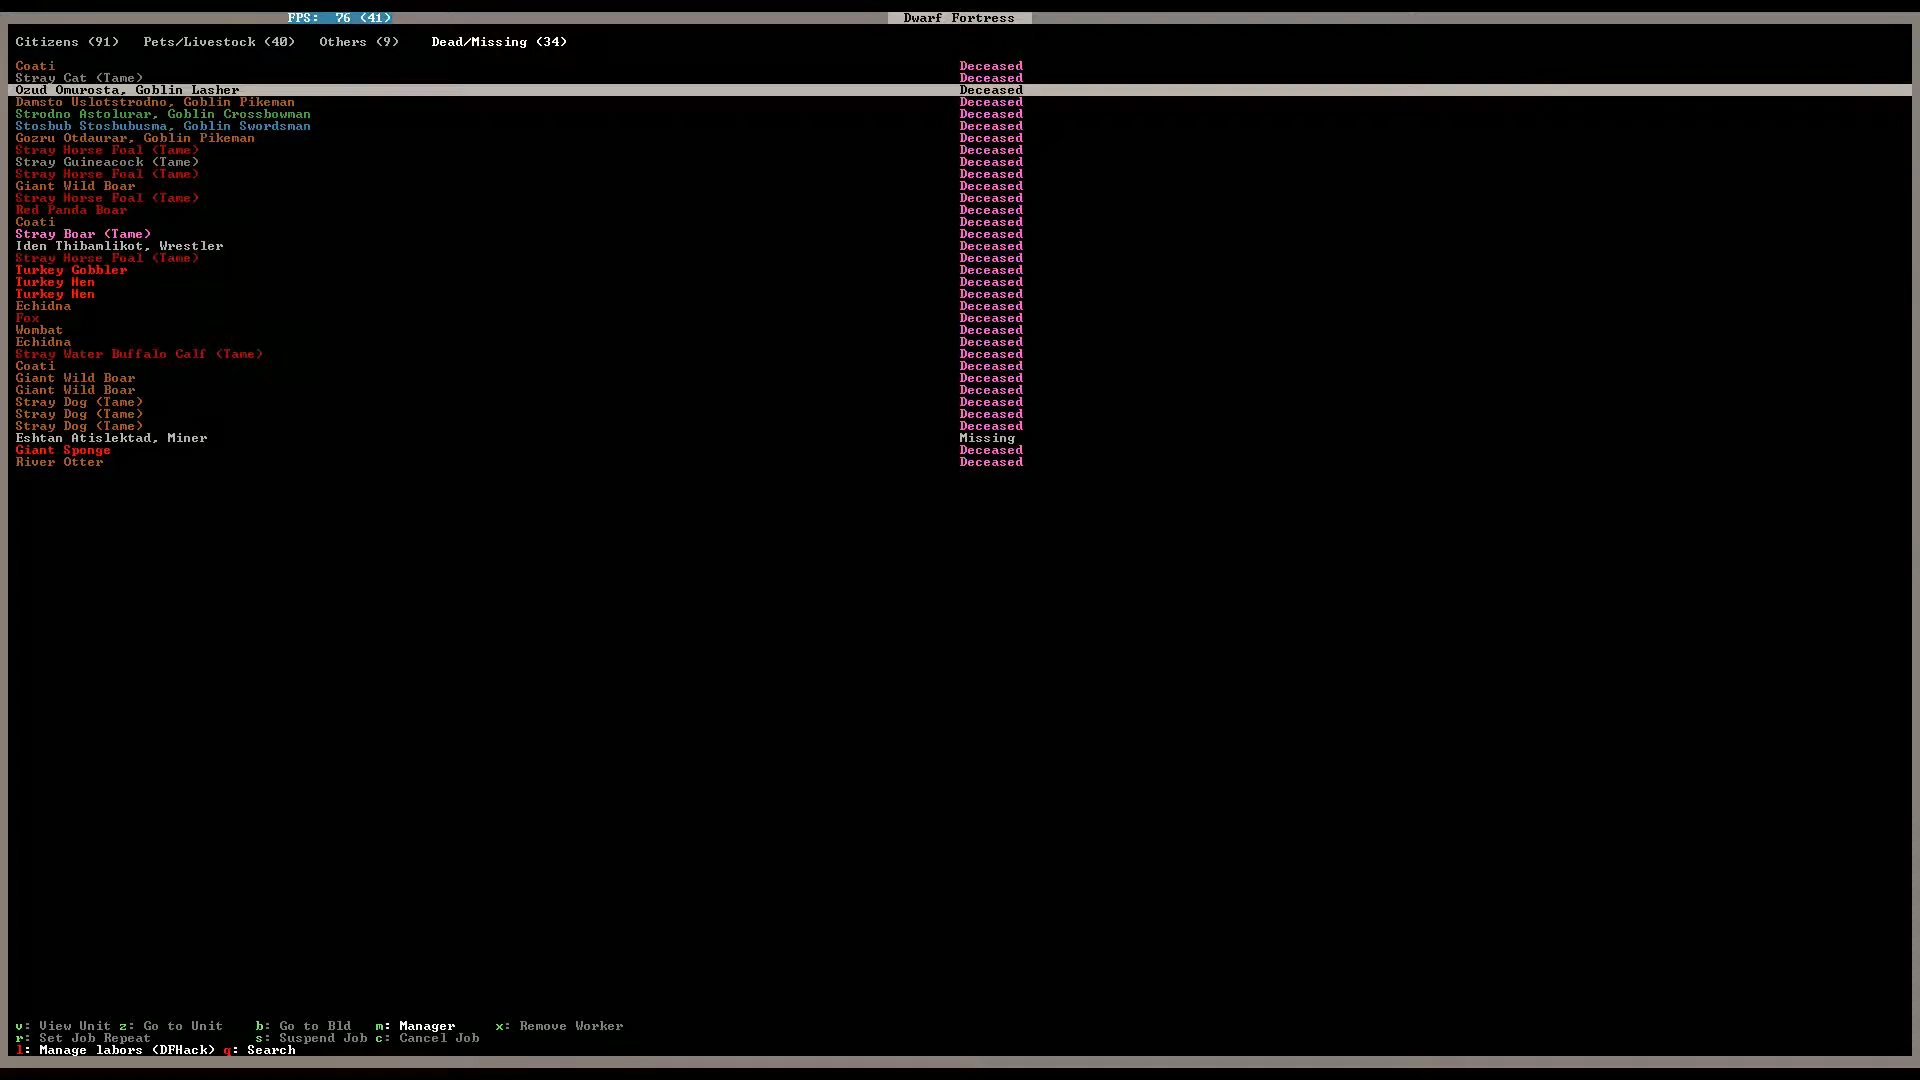 FPS: 76 (41) Dwarf Fortress
Citizens (91) Pets/Livestock (40) Others (9) Dead/Missing (34)
Coati Deceased
Stray Cat (Tame) Deceased
Ozud Omurosta, Goblin Lasher Deceased
Damsto Uslotstrodno, Goblin Pikeman Deceased
Strodno Astolurar, Goblin Crossbowman Deceased
Stosbub Stosbubusma, Goblin Swordsman Deceased
Gozru Otdaurar, Goblin Pikeman Deceased
Stray Horse Foal (Tame) Deceased
Stray Guineacock (Tame) Deceased
Stray Horse Foal (Tame) Deceased
Giant Wild Boar Deceased
Stray Horse Foal (Tame) Deceased
Red Panda Boar Deceased
Coati Deceased
Stray Boar (Tame) Deceased
Iden Thibamlikot, Wrestler Deceased
Stray Horse Foal (Tame) Deceased
Turkey Gobbler Deceased
Turkey Hen Deceased
Turkey Hen Deceased
Echidna Deceased
Fox Deceased
Wombat Deceased
Echidna Deceased
Stray Water Buffalo Calf (Tame) Deceased
Coati Deceased
Giant Wild Boar Deceased
Giant Wild Boar Deceased
Stray Dog (Tame) Deceased
Stray Dog (Tame) Deceased
Stray Dog (Tame) Deceased
Eshtan Atislektad, Miner Missing
Giant Sponge Deceased
River Otter Deceased
v: View Unit z: Go to Unit b: Go to Bld m: Manager x: Remove Worker
r: Set Job Repeat s: Suspend Job c: Cancel Job
l: Manage labors (DFHack) q: Search